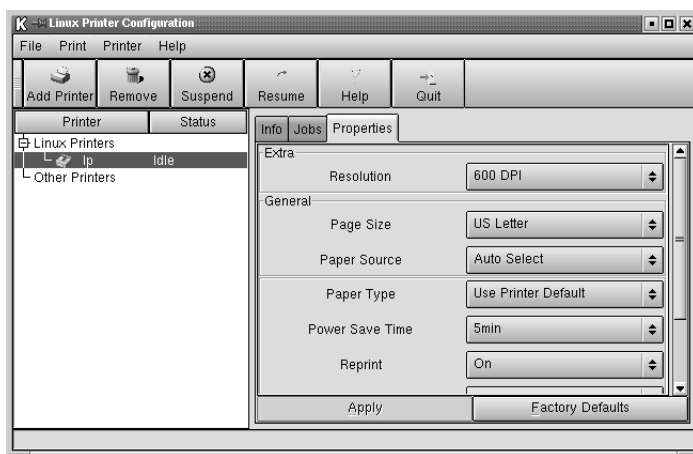 Linux Printer Configuration
File Print Printer Help
Add Printer Remove Suspend Resume Help Quit
Printer Status
Linux Printers
lp Idle
Other Printers
Info Jobs Properties
Extra
Resolution 600 DPI
General
Page Size US Letter
Paper Source Auto Select
Paper Type Use Printer Default
Power Save Time 5min
Reprint On
Apply Factory Defaults